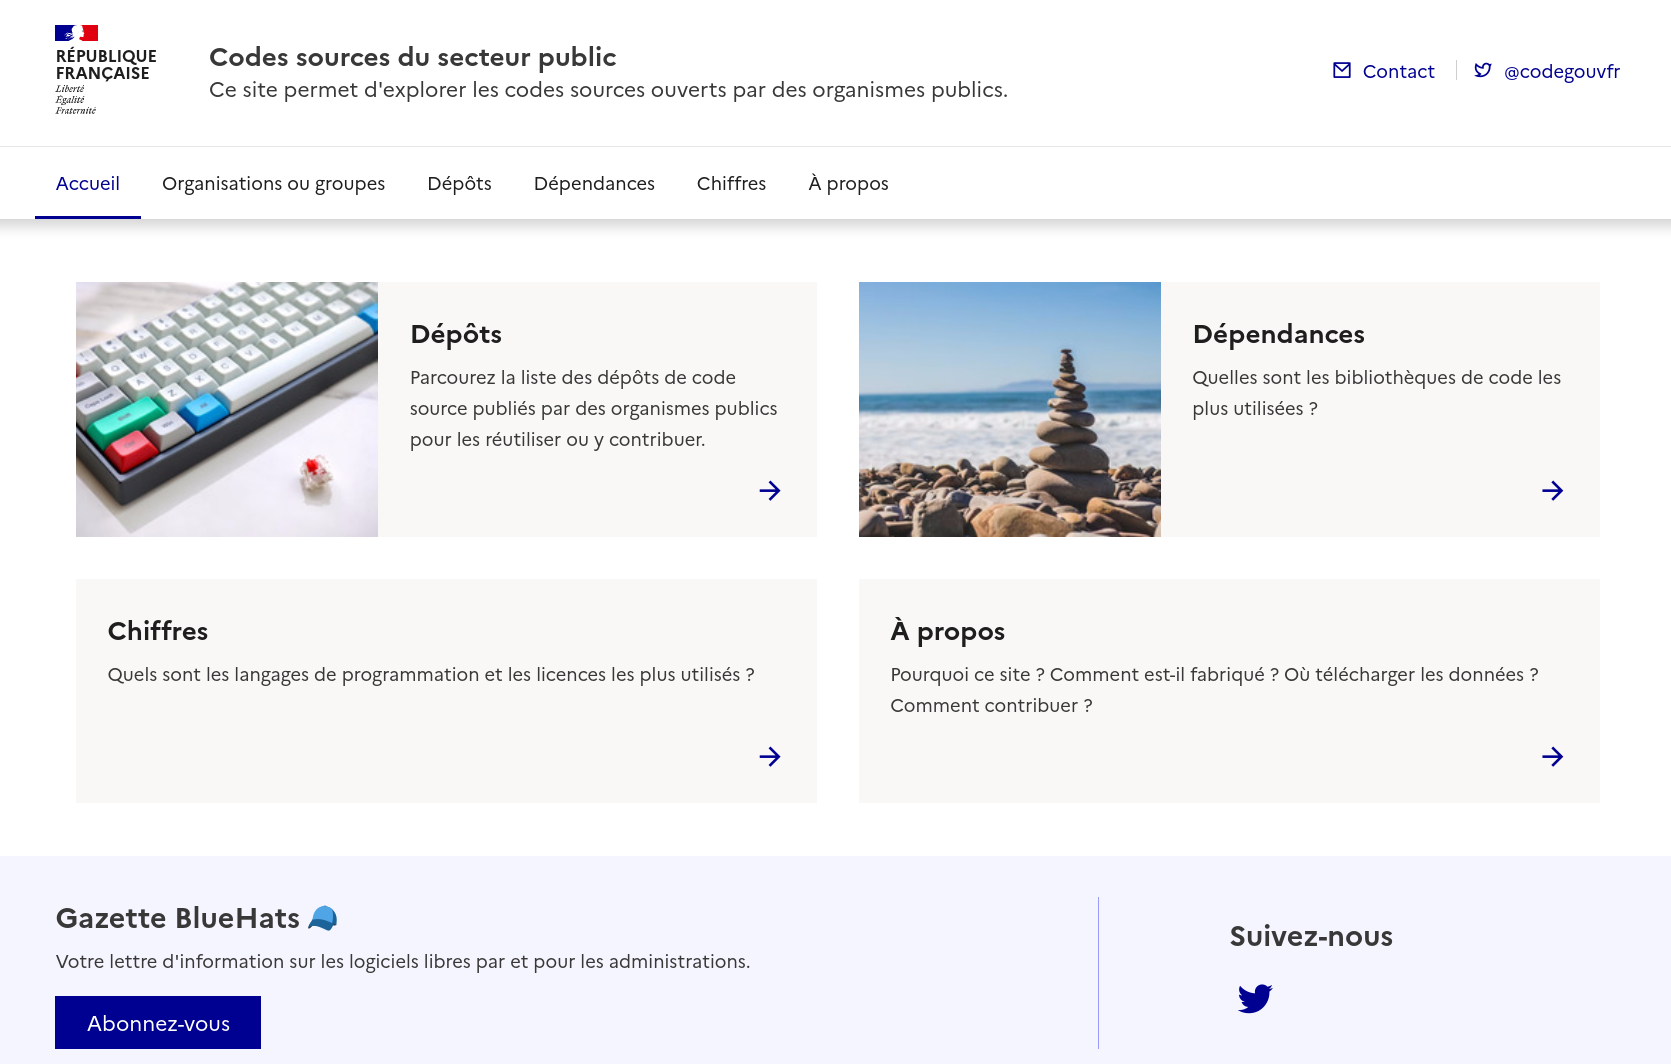 RÉPUBLIQUE
FRANÇAISE
Liberté
Égalité
Fraternité
Codes sources du secteur public
Ce site permet d'explorer les codes sources ouverts par des organismes publics.
Contact
@codegouvfr
Accueil
Organisations ou groupes
Dépôts
Dépendances
Chiffres
À propos
Dépôts
Parcourez la liste des dépôts de code
source publiés par des organismes publics
pour les réutiliser ou y contribuer.
Dépendances
Quelles sont les bibliothèques de code les
plus utilisées ?
Chiffres
Quels sont les langages de programmation et les licences les plus utilisés ?
À propos
Pourquoi ce site ? Comment est-il fabriqué ? Où télécharger les données ?
Comment contribuer ?
Gazette BlueHats
Votre lettre d'information sur les logiciels libres par et pour les administrations.
Abonnez-vous
Suivez-nous